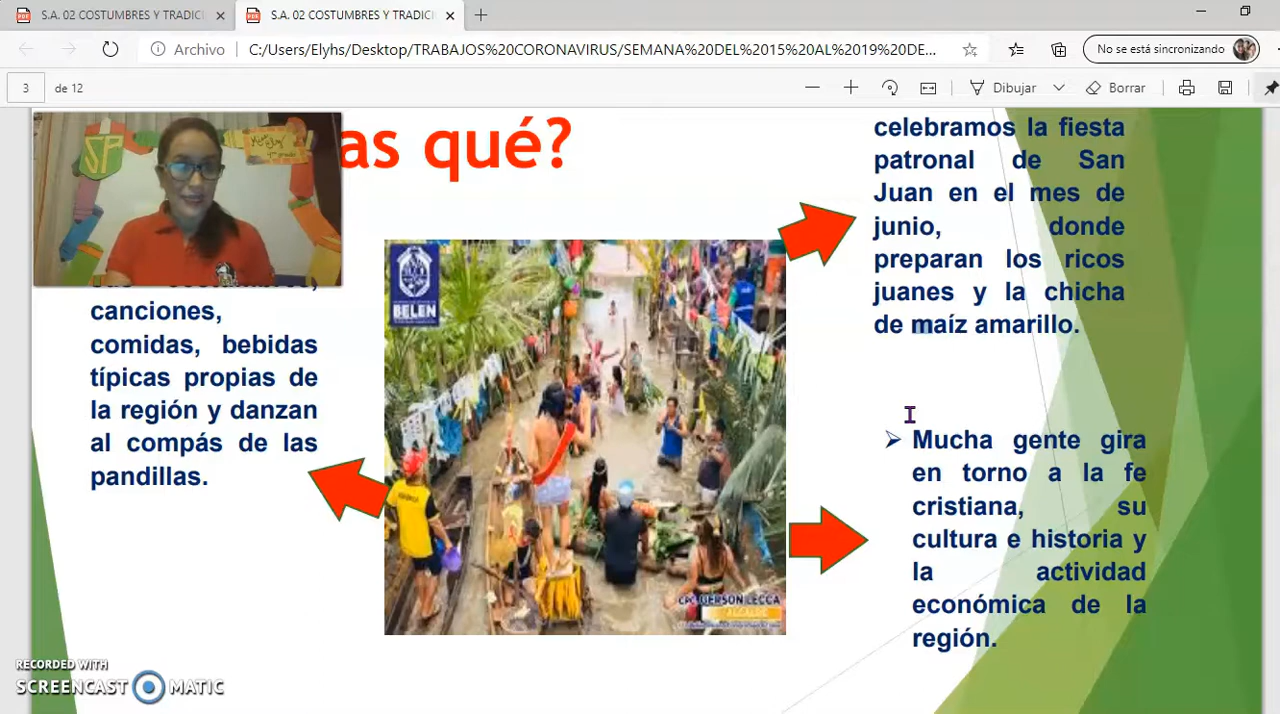 S.A. 02 COSTUMBRES Y TRADICI
S.A. 02 COSTUMBRES Y TRADICI
Archivo
C:/Users/Elyhs/Desktop/TRABAJOS%20CORONAVIRUS/SEMANA%20DEL%2015%20AL%2019%20DE...
No se está sincronizando
3 de 12
Dibujar
Borrar
SP
as qué?
canciones,
comidas, bebidas
típicas propias de
la región y danzan
al compás de las
pandillas.
BELEN
CPC. GERSON LECCA
celebramos la fiesta
patronal de San
Juan en el mes de
junio, donde
preparan los ricos
juanes y la chicha
de maíz amarillo.
Mucha gente gira
en torno a la fe
cristiana, su
cultura e historia y
la actividad
económica de la
región.
RECORDED WITH
SCREENCAST MATIC